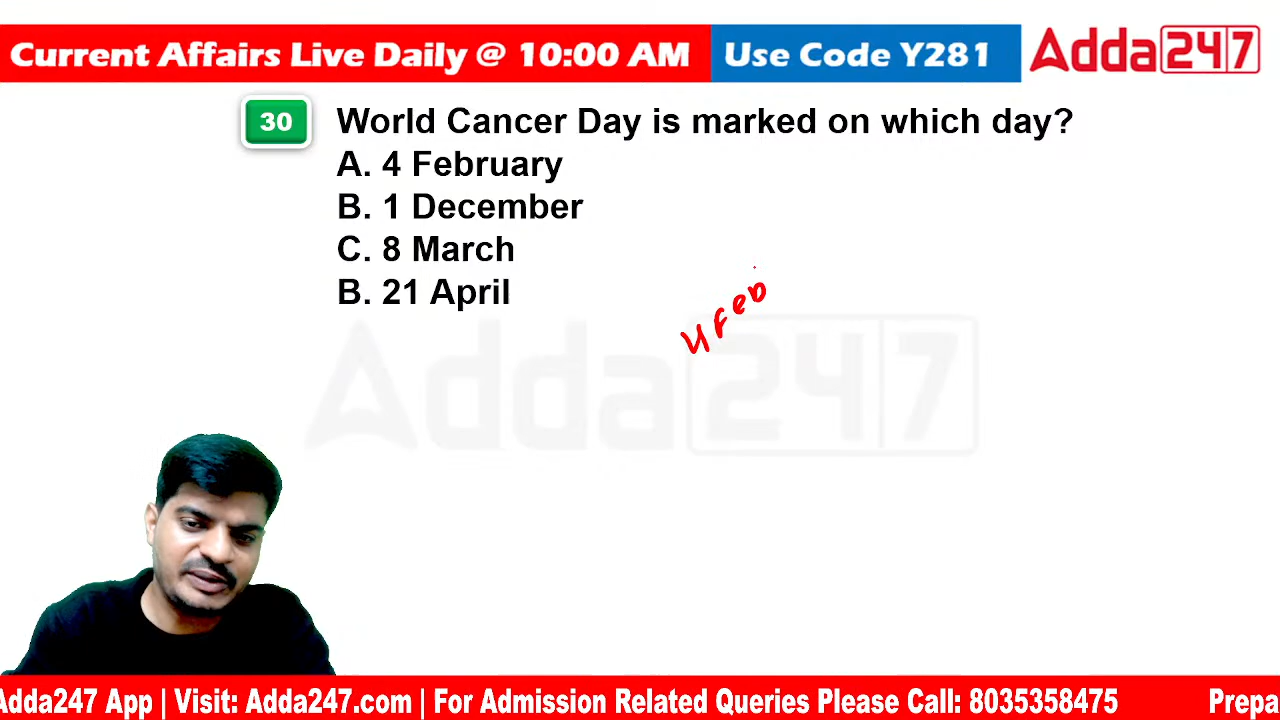 Current Affairs Live Daily @ 10:00 AM
Use Code Y281
Adda247
30
World Cancer Day is marked on which day?
A. 4 February
B. 1 December
C. 8 March
B. 21 April
4 Feb
Adda247
Adda247 App | Visit: Adda247.com | For Admission Related Queries Please Call: 8035358475
Prepa